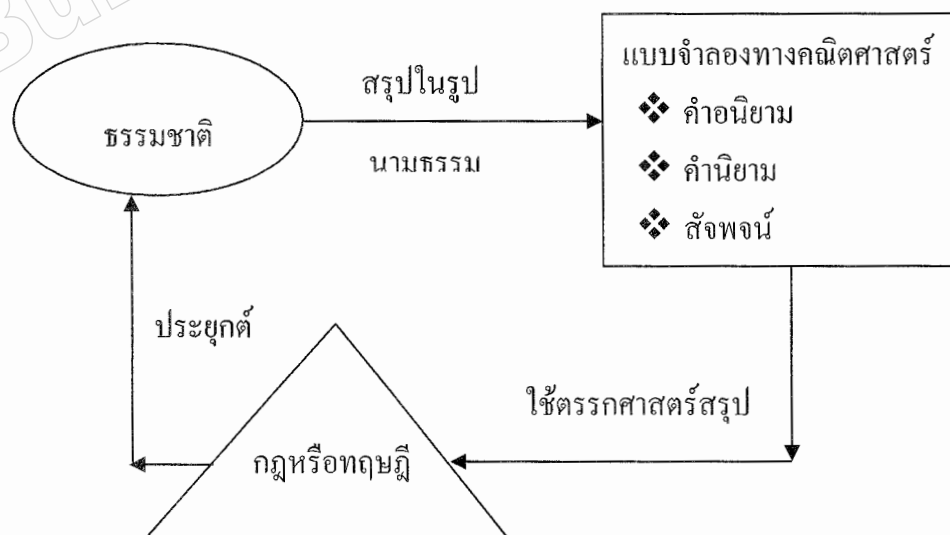 ธรรมชาติ
สรุปในรูป
นามธรรม
แบบจำลองทางคณิตศาสตร์
❖ คำอนิยาม
❖ คำนิยาม
❖ สัจพจน์
ประยุกต์
ใช้ตรรกศาสตร์สรุป
กฎหรือทฤษฎี